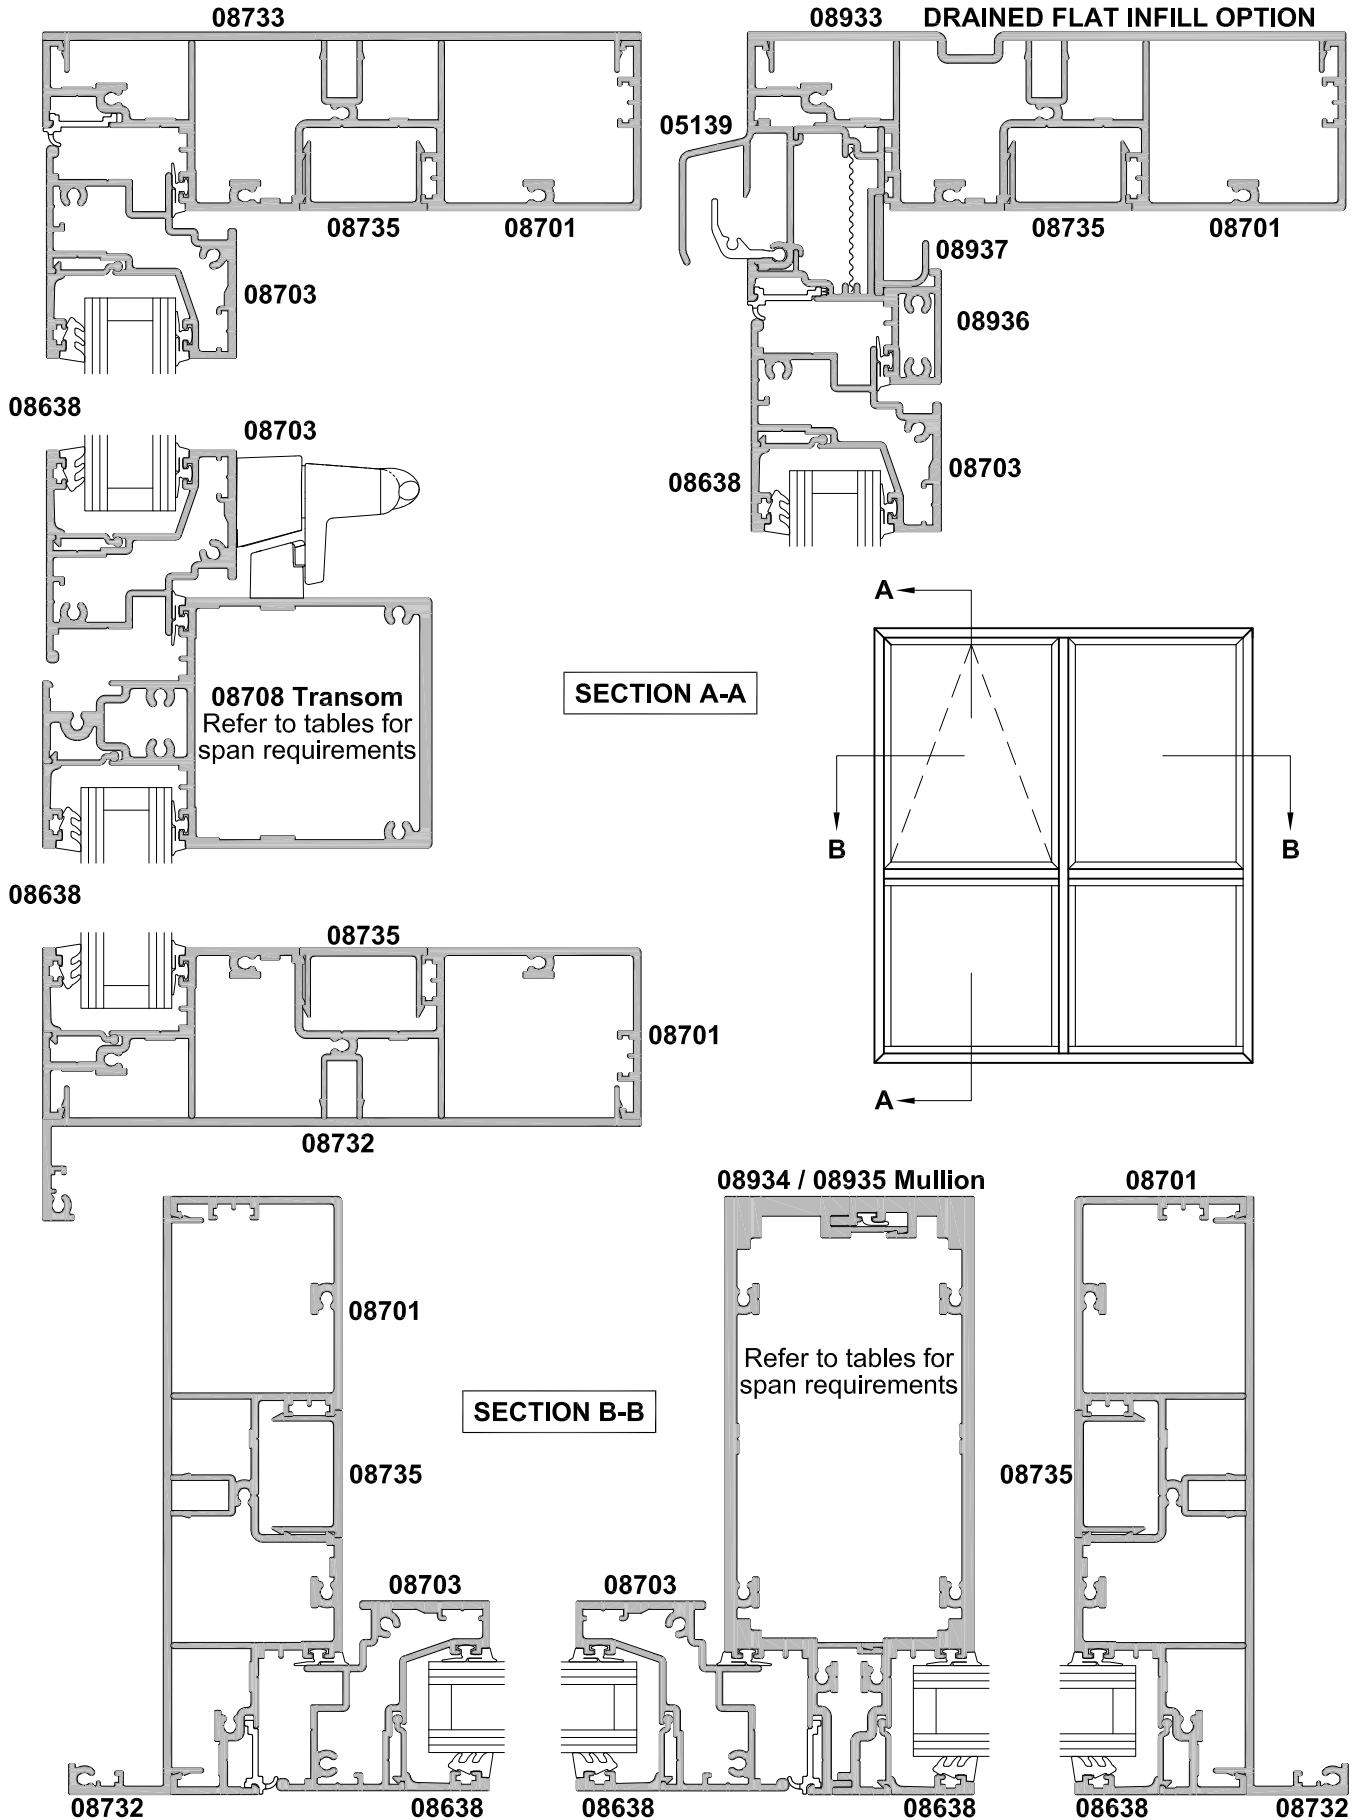 08733
08933 DRAINED FLAT INFILL OPTION
05139
08735
08701
08735
08701
08937
08703
08936
08638
08703
08638
08703
A
08708 Transom
Refer to tables for
span requirements
SECTION A-A
B
B
08638
08735
08701
A
08732
08934 / 08935 Mullion
08701
08701
Refer to tables for
span requirements
SECTION B-B
08735
08735
08703
08703
08732
08638
08638
08638
08638
08732